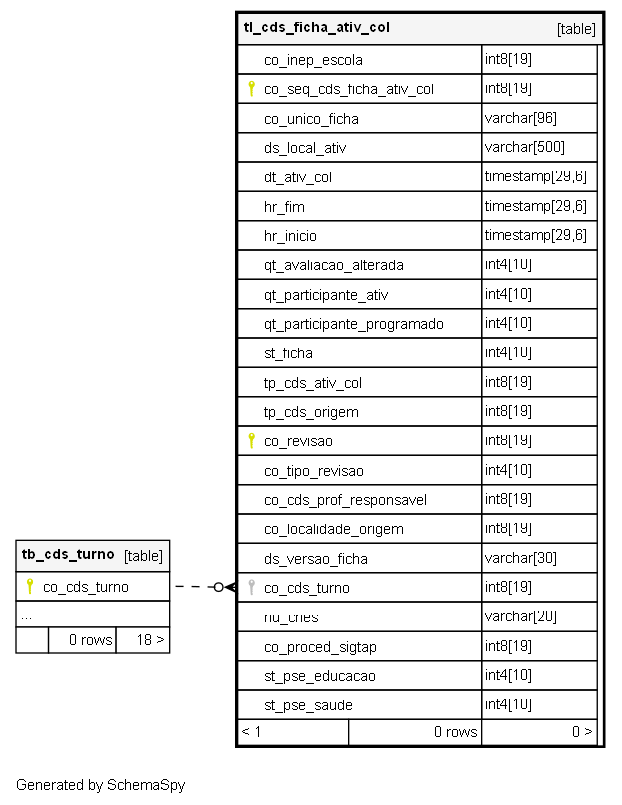 tl_cds_ficha_ativ_col [table]
co_inep_escola int8[19]
co_seq_cds_ficha_ativ_col int8[19]
co_unico_ficha varchar[96]
ds_local_ativ varchar[500]
dt_ativ_col timestamp[29,6]
hr_fim timestamp[29,6]
hr_inicio timestamp[29,6]
qt_avaliacao_alterada int4[10]
qt_participante_ativ int4[10]
qt_participante_programado int4[10]
st_ficha int4[10]
tp_cds_ativ_col int8[19]
tp_cds_origem int8[19]
co_revisao int8[19]
co_tipo_revisao int4[10]
co_cds_prof_responsavel int8[19]
co_localidade_origem int8[19]
ds_versao_ficha varchar[30]
co_cds_turno int8[19]
nu_cnes varchar[20]
co_proced_sigtap int8[19]
st_pse_educacao int4[10]
st_pse_saude int4[10]
< 1 0 rows 0 >
tb_cds_turno [table]
co_cds_turno
...
0 rows 18 >
Generated by SchemaSpy